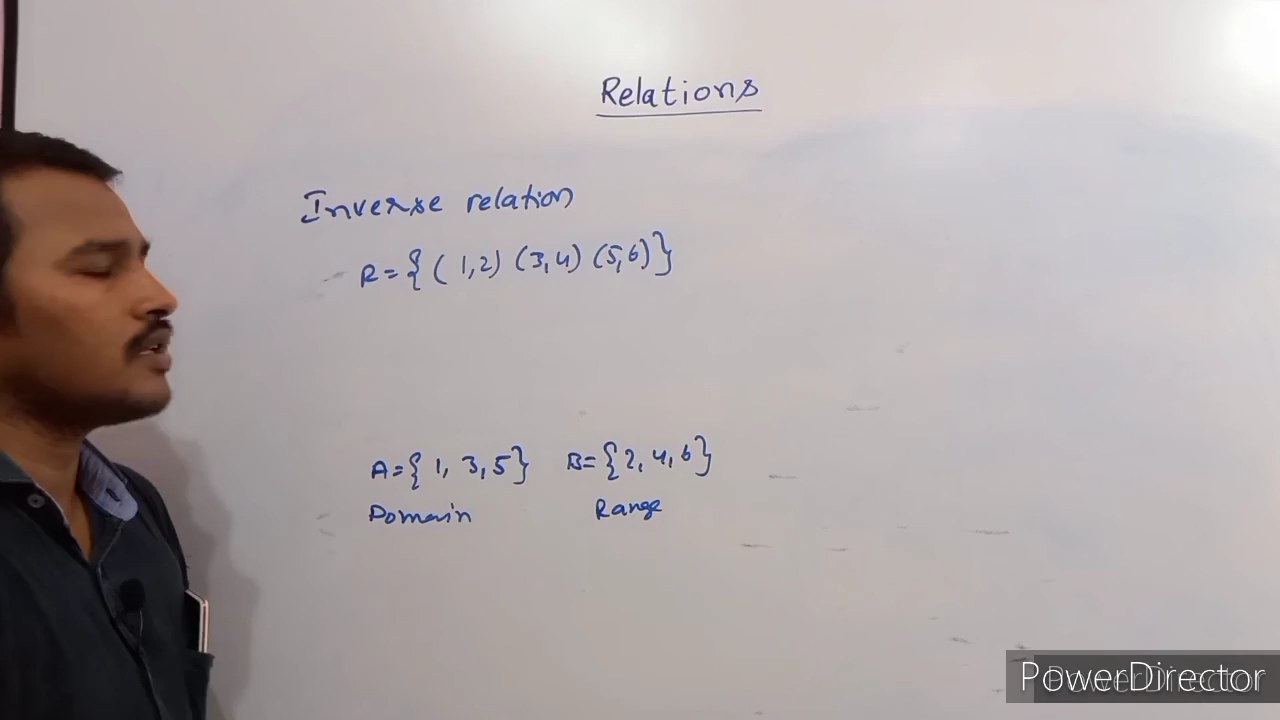 Relations
Inverse relation
R={(1,2) (3,4) (5,6)}
A={1, 3,5} B={2,4,6}
Domain Range
PowerDirector